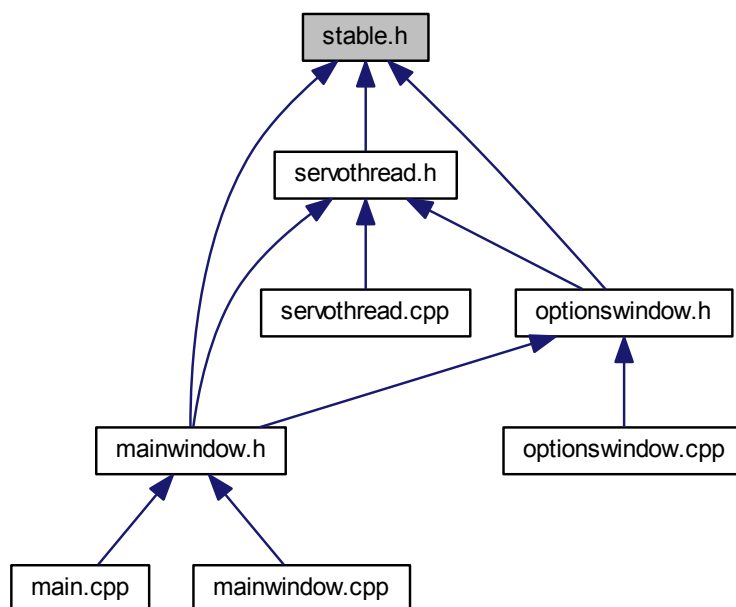 stable.h
servothread.h
servothread.cpp
optionswindow.h
mainwindow.h
optionswindow.cpp
main.cpp
mainwindow.cpp